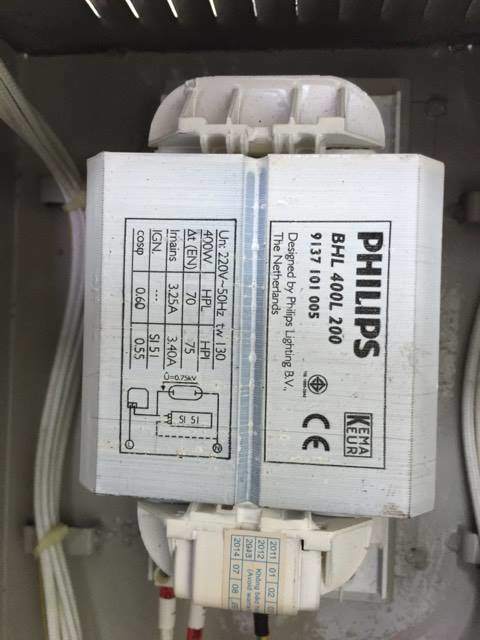 PHILIPS
BHL 400L 200
9137 101 005
Designed by Philips Lighting B.V.,
The Netherlands
KEMA
KEUR
CE
Un: 220V~50Hz tw 130
400W HPL HPI
Δt (EN) 70 75
Imains 3.25A 3.40A
IGN. --- SI 51
cosφ 0.60 0.55
Û=0.75kV
SI 51
L
N
2011 01 02
2012
2013
2014 07 08